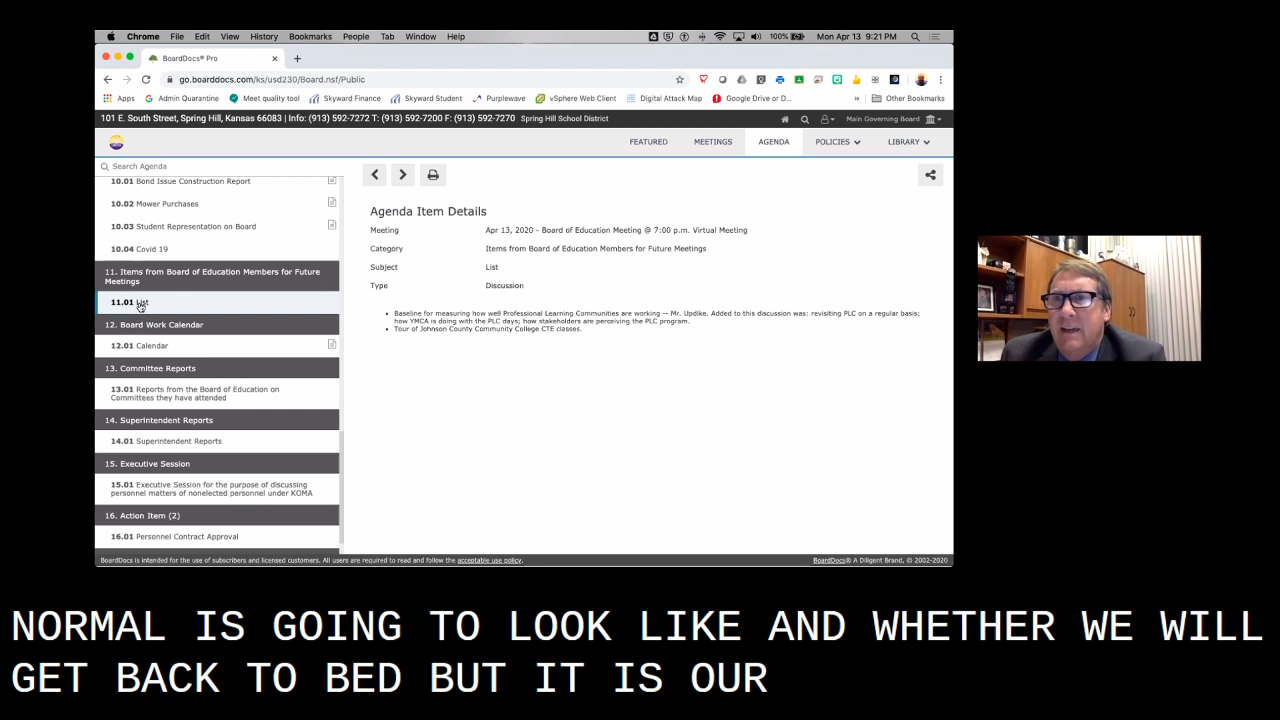 Chrome File Edit View History Bookmarks People Tab Window Help
100% Mon Apr 13 9:21 PM
BoardDocs® Pro
go.boarddocs.com/ks/usd230/Board.nsf/Public
Apps Admin Quarantine Meet quality tool Skyward Finance Skyward Student Purplewave vSphere Web Client Digital Attack Map Google Drive or D... » Other Bookmarks
101 E. South Street, Spring Hill, Kansas 66083 | Info: (913) 592-7272 T: (913) 592-7200 F: (913) 592-7270 Spring Hill School District
Main Governing Board
FEATURED MEETINGS AGENDA POLICIES LIBRARY
Search Agenda
10.01 Bond Issue Construction Report
10.02 Mower Purchases
10.03 Student Representation on Board
10.04 Covid 19
11. Items from Board of Education Members for Future
Meetings
11.01 List
12. Board Work Calendar
12.01 Calendar
13. Committee Reports
13.01 Reports from the Board of Education on
Committees they have attended
14. Superintendent Reports
14.01 Superintendent Reports
15. Executive Session
15.01 Executive Session for the purpose of discussing
personnel matters of nonelected personnel under KOMA
16. Action Item (2)
16.01 Personnel Contract Approval
Agenda Item Details
Meeting Apr 13, 2020 - Board of Education Meeting @ 7:00 p.m. Virtual Meeting
Category Items from Board of Education Members for Future Meetings
Subject List
Type Discussion
• Baseline for measuring how well Professional Learning Communities are working -- Mr. Updike. Added to this discussion was: revisiting PLC on a regular basis;
how YMCA is doing with the PLC days; how stakeholders are perceiving the PLC program.
• Tour of Johnson County Community College CTE classes.
BoardDocs is intended for the use of subscribers and licensed customers. All users are required to read and follow the acceptable use policy.
BoardDocs® A Diligent Brand, © 2002-2020
NORMAL IS GOING TO LOOK LIKE AND WHETHER WE WILL
GET BACK TO BED BUT IT IS OUR